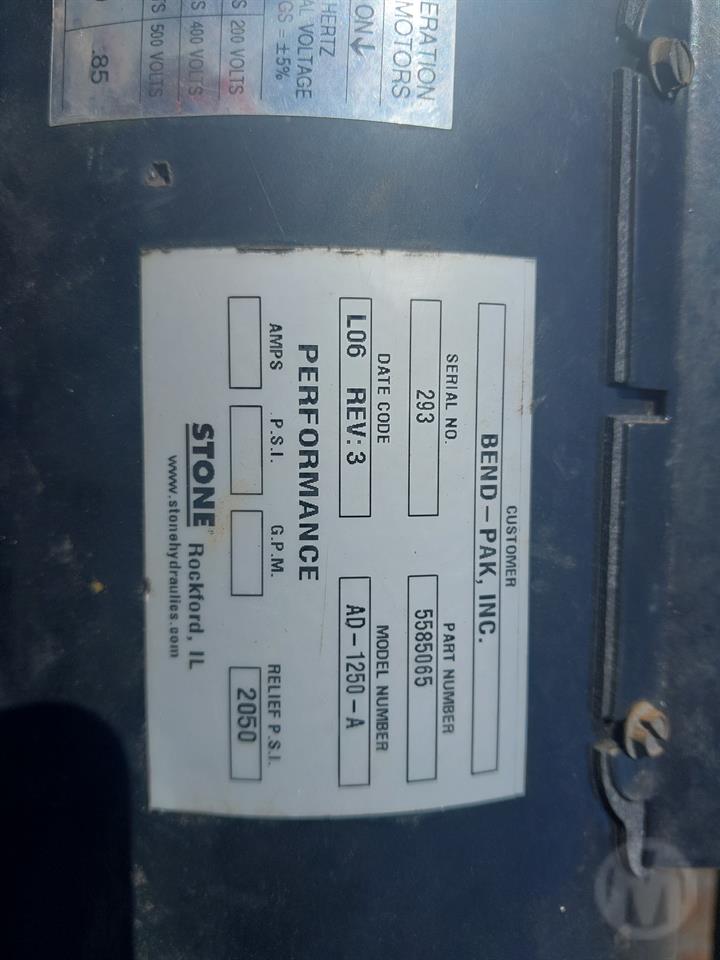 ERATION
MOTORS
ON↓
HERTZ
AL VOLTAGE
GS = ±5%
S 200 VOLTS
S 400 VOLTS
TS 500 VOLTS
.85
CUSTOMER
BEND-PAK, INC.
SERIAL NO. PART NUMBER
293 5585065
DATE CODE MODEL NUMBER
L06 REV:3 AD-1250-A
PERFORMANCE
AMPS P.S.I. G.P.M. RELIEF P.S.I.
2050
STONE Rockford, IL
www.stonehydraulics.com
M